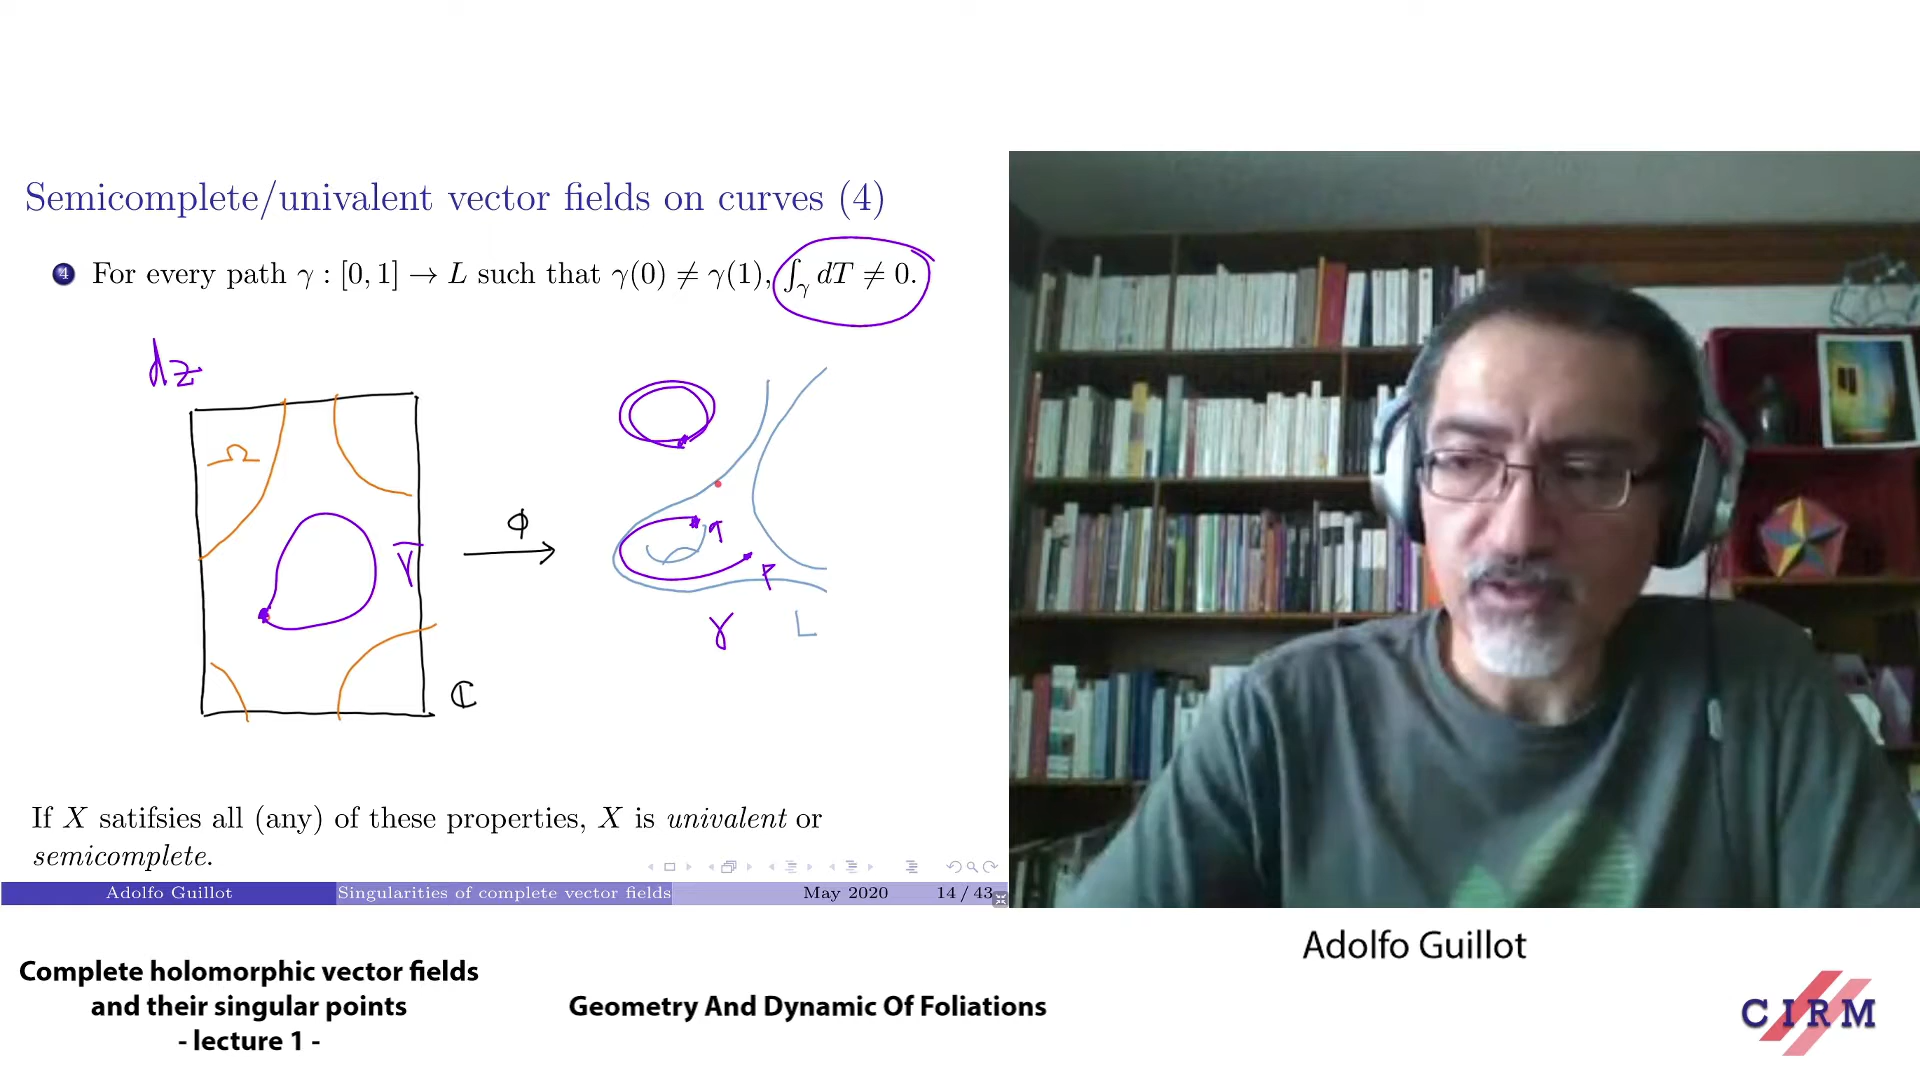 Semicomplete/univalent vector fields on curves (4)
4 For every path γ : [0, 1] → L such that γ(0) ≠ γ(1), ∫γ dT ≠ 0.
dz
Ω
γ̄
ϕ
q
p
γ
L
ℂ
If X satifsies all (any) of these properties, X is univalent or
semicomplete.
Adolfo Guillot Singularities of complete vector fields May 2020 14 / 43
Adolfo Guillot
Complete holomorphic vector fields
and their singular points
- lecture 1 -
Geometry And Dynamic Of Foliations
CIRM